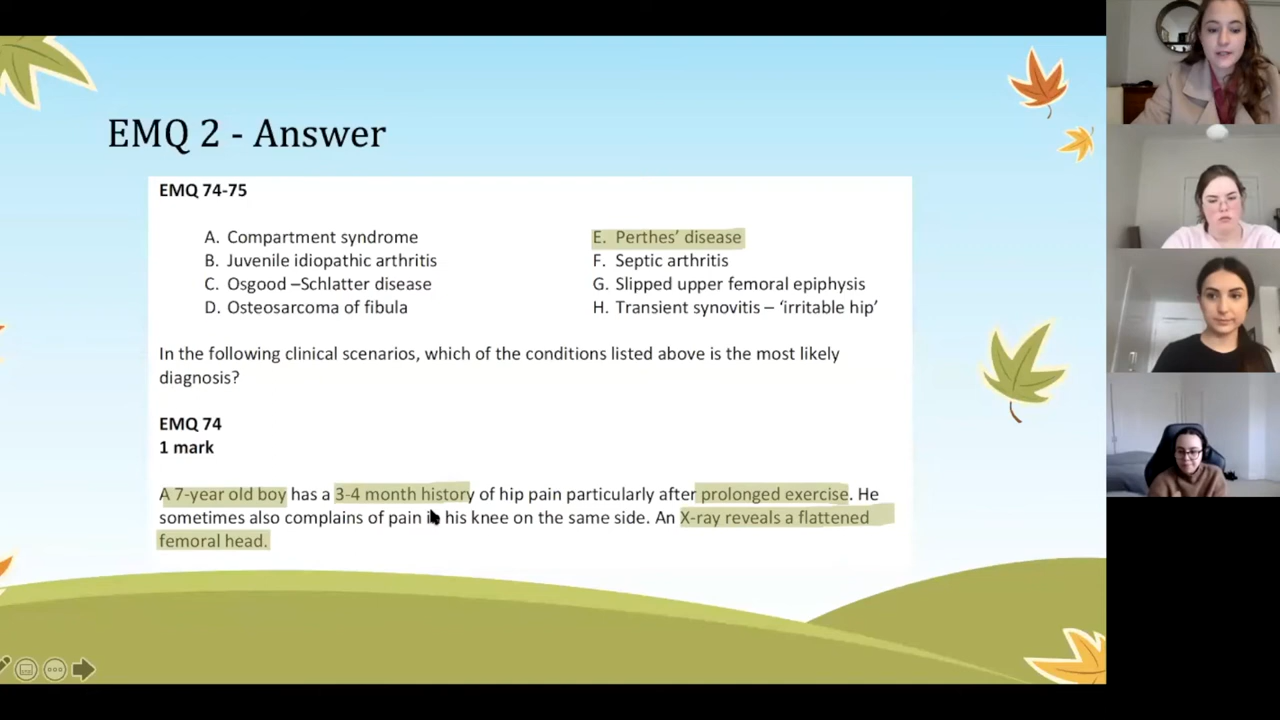 EMQ 2 - Answer
EMQ 74-75
A. Compartment syndrome
B. Juvenile idiopathic arthritis
C. Osgood –Schlatter disease
D. Osteosarcoma of fibula
E. Perthes’ disease
F. Septic arthritis
G. Slipped upper femoral epiphysis
H. Transient synovitis – ‘irritable hip’
In the following clinical scenarios, which of the conditions listed above is the most likely
diagnosis?
EMQ 74
1 mark
A 7-year old boy has a 3-4 month history of hip pain particularly after prolonged exercise. He
sometimes also complains of pain in his knee on the same side. An X-ray reveals a flattened
femoral head.